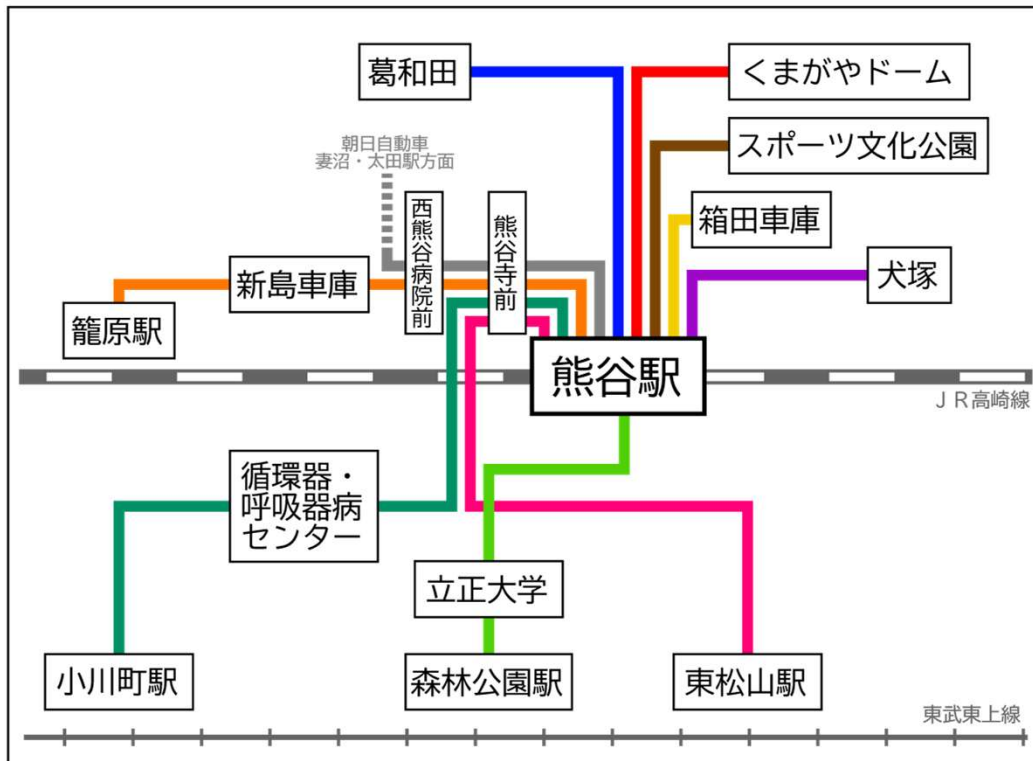 葛和田
くまがやドーム
スポーツ文化公園
朝日自動車
妻沼・太田駅方面
西熊谷病院前
熊谷寺前
箱田車庫
新島車庫
犬塚
籠原駅
熊谷駅
ＪＲ高崎線
循環器・
呼吸器病
センター
立正大学
小川町駅
森林公園駅
東松山駅
東武東上線